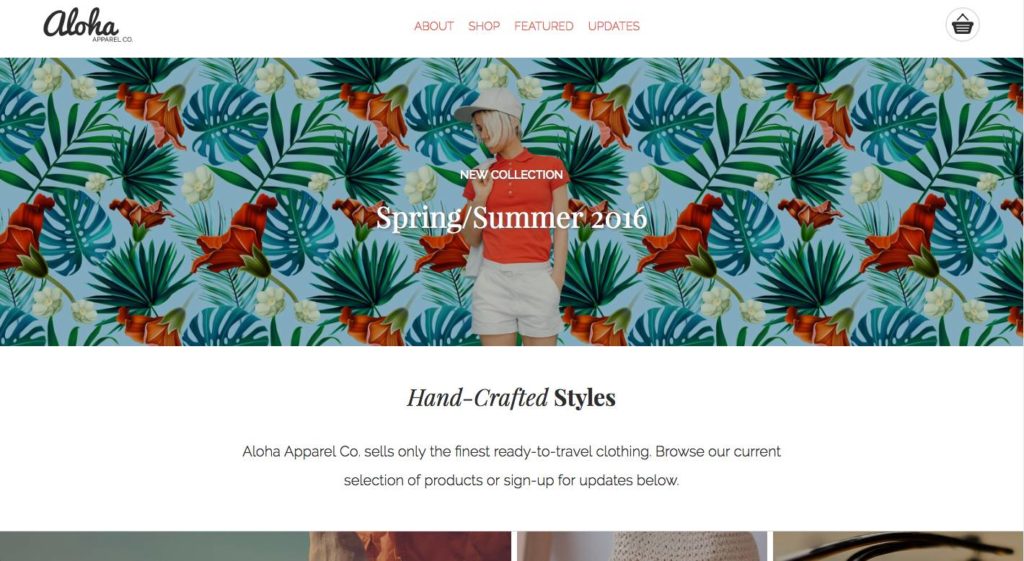 Aloha
APPAREL CO.
ABOUT SHOP FEATURED UPDATES
NEW COLLECTION
Spring/Summer 2016
Hand-Crafted Styles
Aloha Apparel Co. sells only the finest ready-to-travel clothing. Browse our current
selection of products or sign-up for updates below.